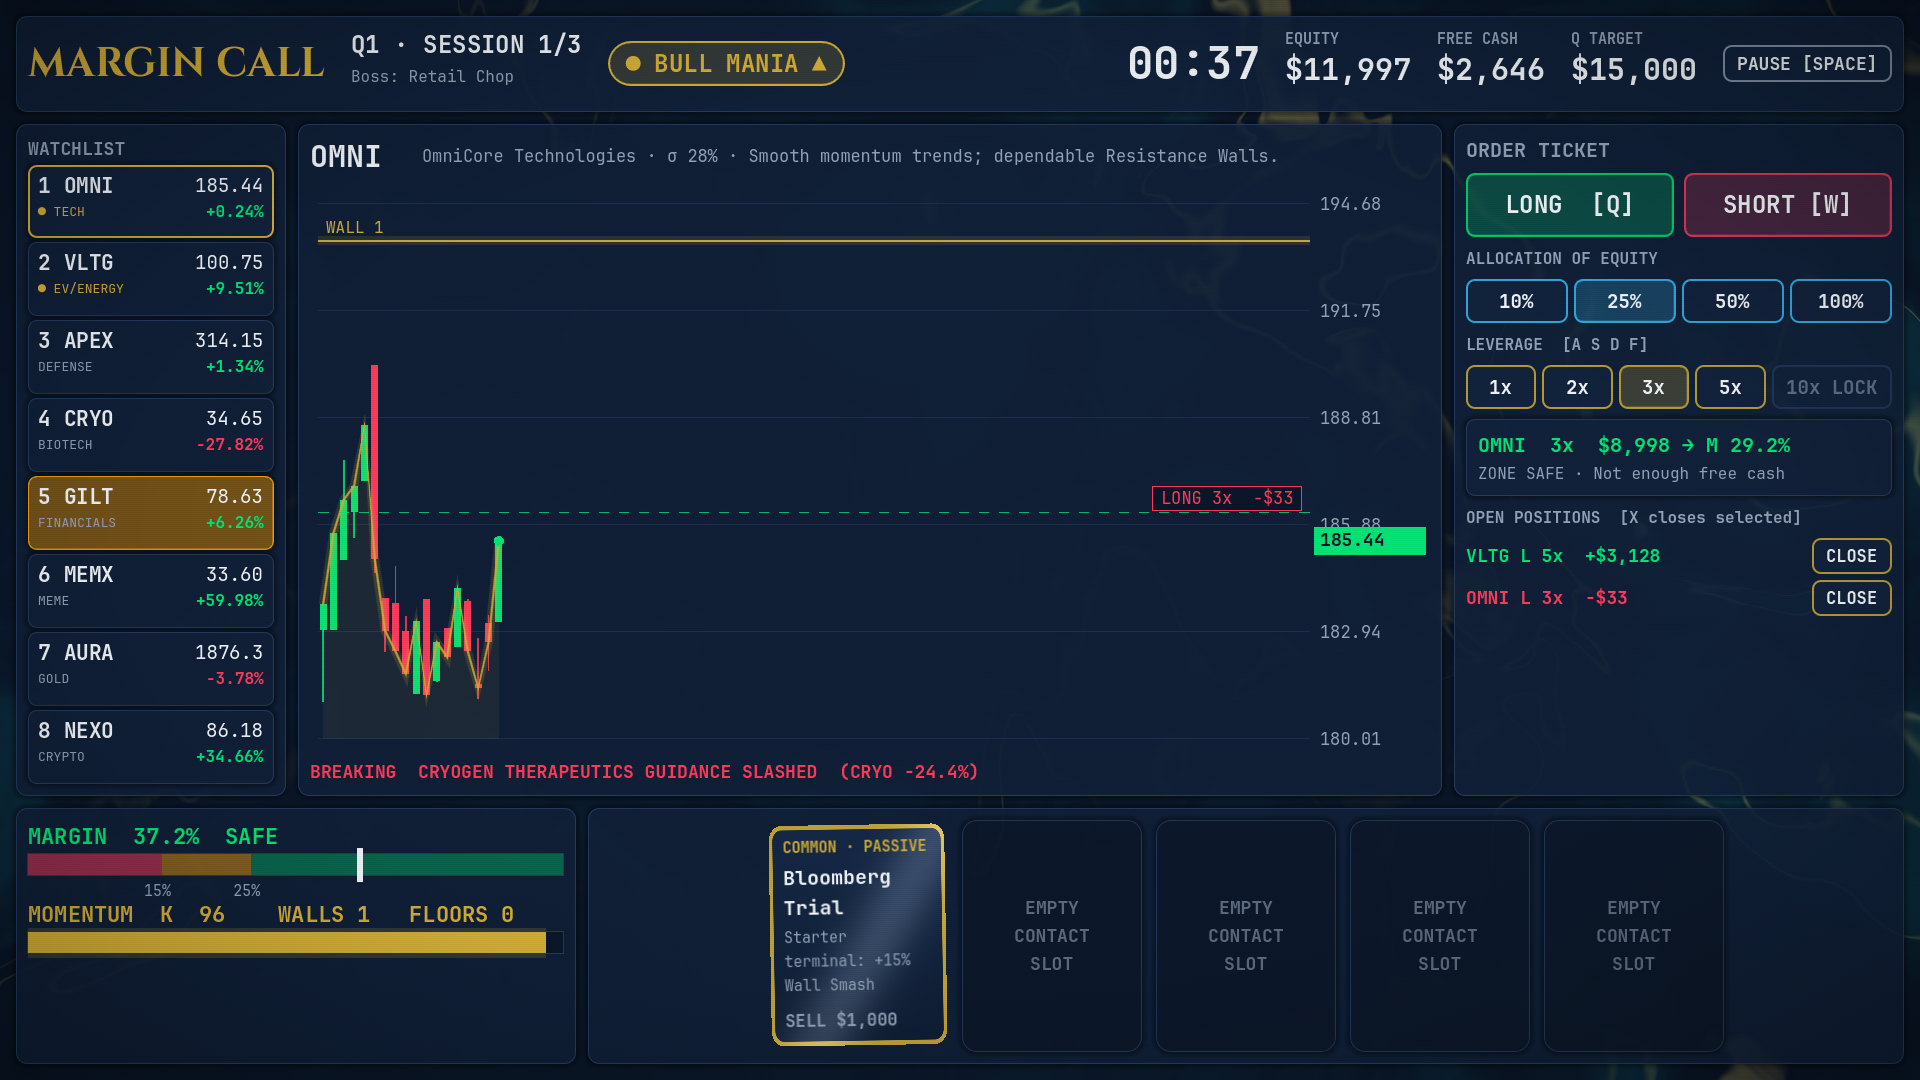 MARGIN CALL
Q1 · SESSION 1/3
Boss: Retail Chop
● BULL MANIA ▲
00:37
EQUITY
$11,997
FREE CASH
$2,646
Q TARGET
$15,000
PAUSE [SPACE]
WATCHLIST
1 OMNI 185.44
TECH +0.24%
2 VLTG 100.75
EV/ENERGY +9.51%
3 APEX 314.15
DEFENSE +1.34%
4 CRYO 34.65
BIOTECH -27.82%
5 GILT 78.63
FINANCIALS +6.26%
6 MEMX 33.60
MEME +59.98%
7 AURA 1876.3
GOLD -3.78%
8 NEXO 86.18
CRYPTO +34.66%
OMNI OmniCore Technologies · σ 28% · Smooth momentum trends; dependable Resistance Walls.
194.68
WALL 1
191.75
188.81
LONG 3x -$33
185.88
185.44
182.94
180.01
BREAKING CRYOGEN THERAPEUTICS GUIDANCE SLASHED (CRYO -24.4%)
ORDER TICKET
LONG [Q]
SHORT [W]
ALLOCATION OF EQUITY
10% 25% 50% 100%
LEVERAGE [A S D F]
1x 2x 3x 5x 10x LOCK
OMNI 3x $8,998 → M 29.2%
ZONE SAFE · Not enough free cash
OPEN POSITIONS [X closes selected]
VLTG L 5x +$3,128 CLOSE
OMNI L 3x -$33 CLOSE
MARGIN 37.2% SAFE
15% 25%
MOMENTUM K 96 WALLS 1 FLOORS 0
COMMON · PASSIVE
Bloomberg
Trial
Starter
terminal: +15%
Wall Smash
SELL $1,000
EMPTY
CONTACT
SLOT
EMPTY
CONTACT
SLOT
EMPTY
CONTACT
SLOT
EMPTY
CONTACT
SLOT